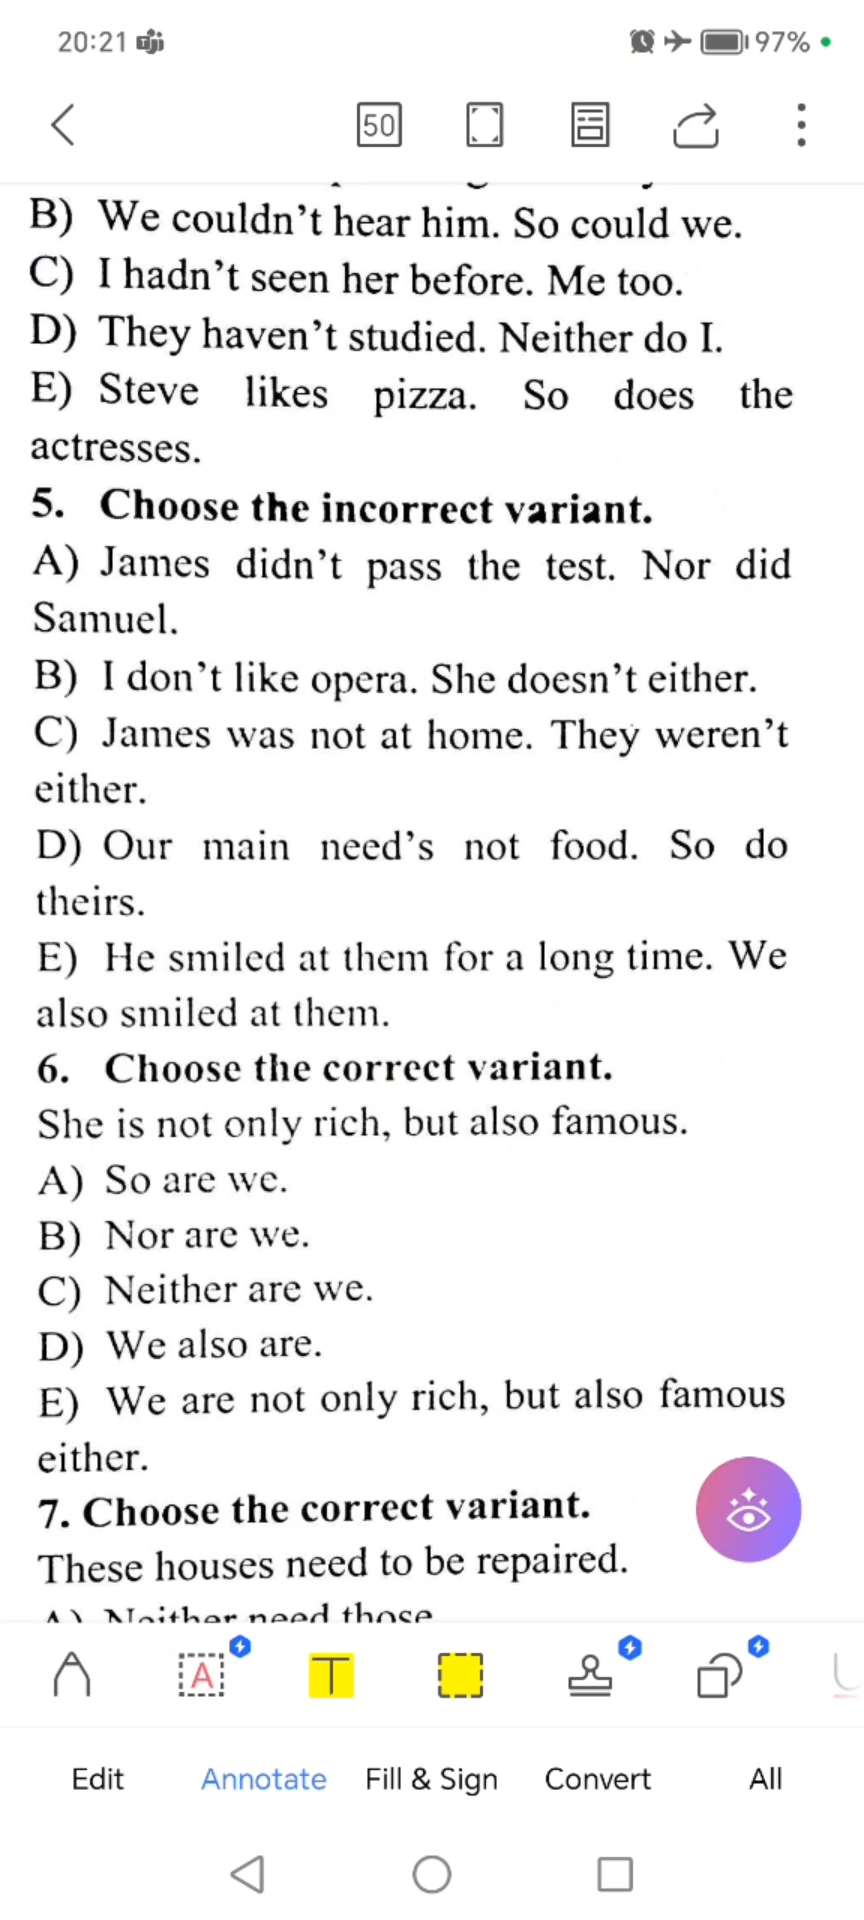 20:21
97%
50
B) We couldn't hear him. So could we.
C) I hadn't seen her before. Me too.
D) They haven't studied. Neither do I.
E) Steve likes pizza. So does the
actresses.
5. Choose the incorrect variant.
A) James didn't pass the test. Nor did
Samuel.
B) I don't like opera. She doesn't either.
C) James was not at home. They weren't
either.
D) Our main need's not food. So do
theirs.
E) He smiled at them for a long time. We
also smiled at them.
6. Choose the correct variant.
She is not only rich, but also famous.
A) So are we.
B) Nor are we.
C) Neither are we.
D) We also are.
E) We are not only rich, but also famous
either.
7. Choose the correct variant.
These houses need to be repaired.
A) Neither need those
A T
Edit Annotate Fill & Sign Convert All